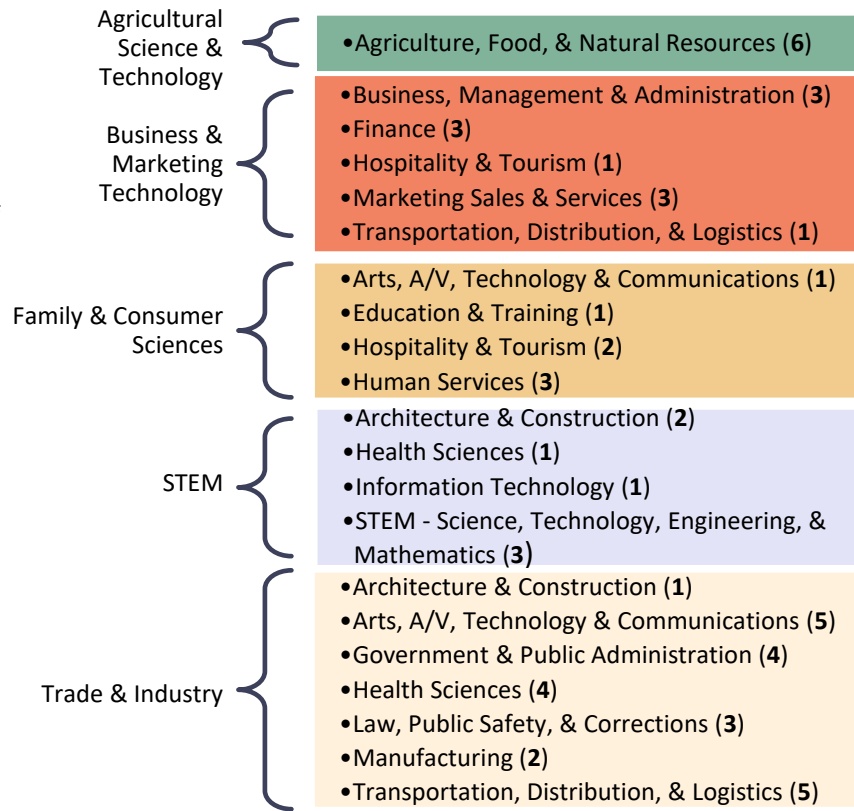 Agricultural
Science &
Technology
•Agriculture, Food, & Natural Resources (6)
Business &
Marketing
Technology
•Business, Management & Administration (3)
•Finance (3)
•Hospitality & Tourism (1)
•Marketing Sales & Services (3)
•Transportation, Distribution, & Logistics (1)
Family & Consumer
Sciences
•Arts, A/V, Technology & Communications (1)
•Education & Training (1)
•Hospitality & Tourism (2)
•Human Services (3)
STEM
•Architecture & Construction (2)
•Health Sciences (1)
•Information Technology (1)
•STEM - Science, Technology, Engineering, &
Mathematics (3)
Trade & Industry
•Architecture & Construction (1)
•Arts, A/V, Technology & Communications (5)
•Government & Public Administration (4)
•Health Sciences (4)
•Law, Public Safety, & Corrections (3)
•Manufacturing (2)
•Transportation, Distribution, & Logistics (5)